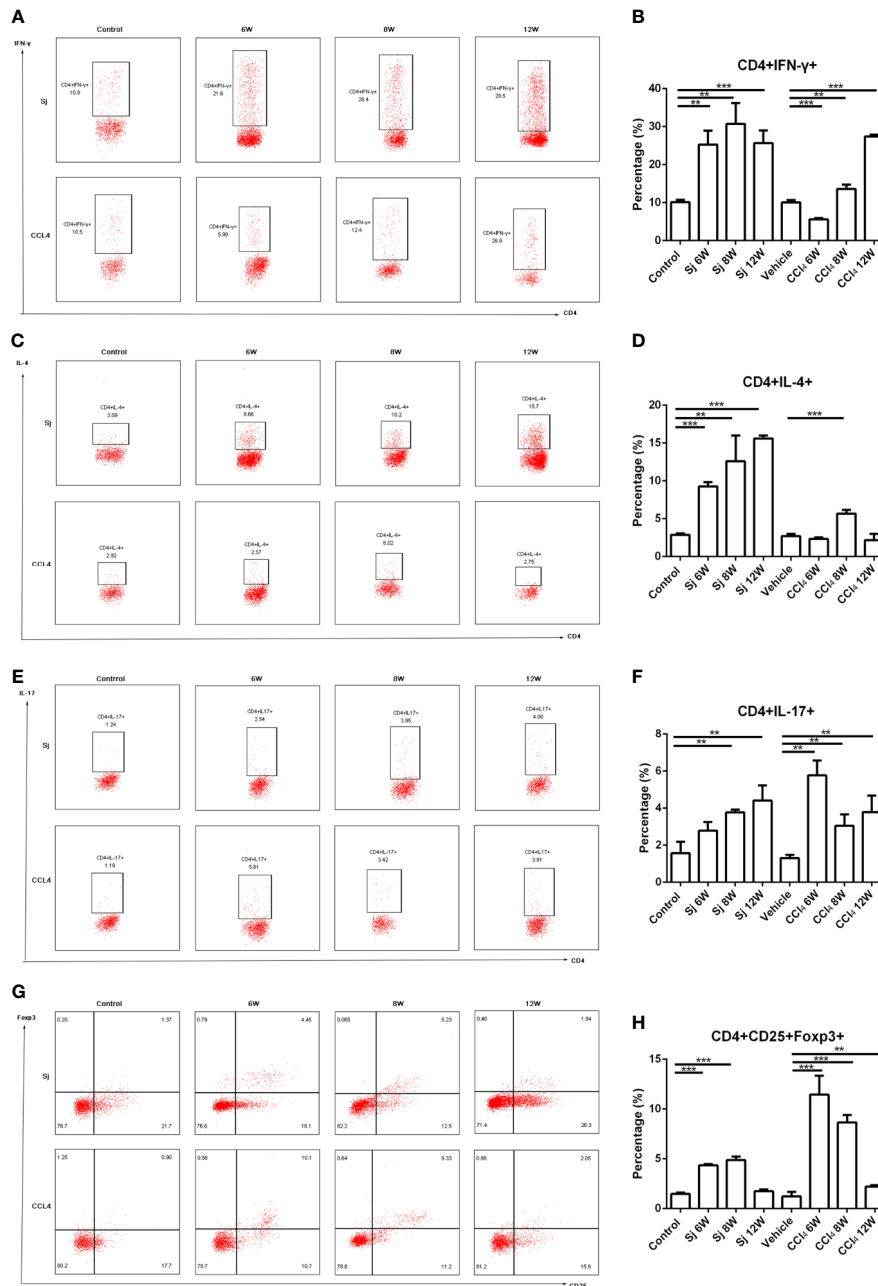 A
Control 6W 8W 12W
IFN-γ
Sj
CD4+IFN-γ+
10.8
CD4+IFN-γ+
21.6
CD4+IFN-γ+
28.4
CD4+IFN-γ+
28.5
CCL4
CD4+IFN-γ+
10.5
CD4+IFN-γ+
5.99
CD4+IFN-γ+
12.4
CD4+IFN-γ+
26.9
CD4
B
CD4+IFN-γ+
Percentage (%)
40
30
20
10
0
*** ***
** **
** ***
Control Sj 6W Sj 8W Sj 12W Vehicle CCl₄ 6W CCl₄ 8W CCl₄ 12W
C
Control 6W 8W 12W
IL-4
Sj
CD4+IL-4+
3.09
CD4+IL-4+
9.66
CD4+IL-4+
10.2
CD4+IL-4+
15.7
CCL4
CD4+IL-4+
2.92
CD4+IL-4+
2.57
CD4+IL-4+
6.02
CD4+IL-4+
2.75
CD4
D
CD4+IL-4+
Percentage (%)
20
15
10
5
0
***
** ***
***
Control Sj 6W Sj 8W Sj 12W Vehicle CCl₄ 6W CCl₄ 8W CCl₄ 12W
E
Contrrol 6W 8W 12W
IL-17
Sj
CD4+IL-17+
1.24
CD4+IL17+
2.54
CD4+IL17+
3.95
CD4+IL17+
4.00
CCL4
CD4+IL-17+
1.19
CD4+IL17+
5.81
CD4+IL-17+
3.42
CD4+IL17+
3.91
CD4
F
CD4+IL-17+
Percentage (%)
8
6
4
2
0
** **
** **
**
Control Sj 6W Sj 8W Sj 12W Vehicle CCl₄ 6W CCl₄ 8W CCl₄ 12W
G
Control 6W 8W 12W
Foxp3
Sj
0.20 1.37 0.79 4.45 0.065 5.23 0.40 1.94
76.7 21.7 76.6 18.1 82.2 12.5 71.4 26.3
CCL4
1.25 0.90 0.56 10.1 0.64 9.33 0.88 2.05
80.2 17.7 78.7 10.7 78.8 11.2 81.2 15.9
CD25
H
CD4+CD25+Foxp3+
Percentage (%)
15
10
5
0
**
*** ***
*** ***
Control Sj 6W Sj 8W Sj 12W Vehicle CCl₄ 6W CCl₄ 8W CCl₄ 12W